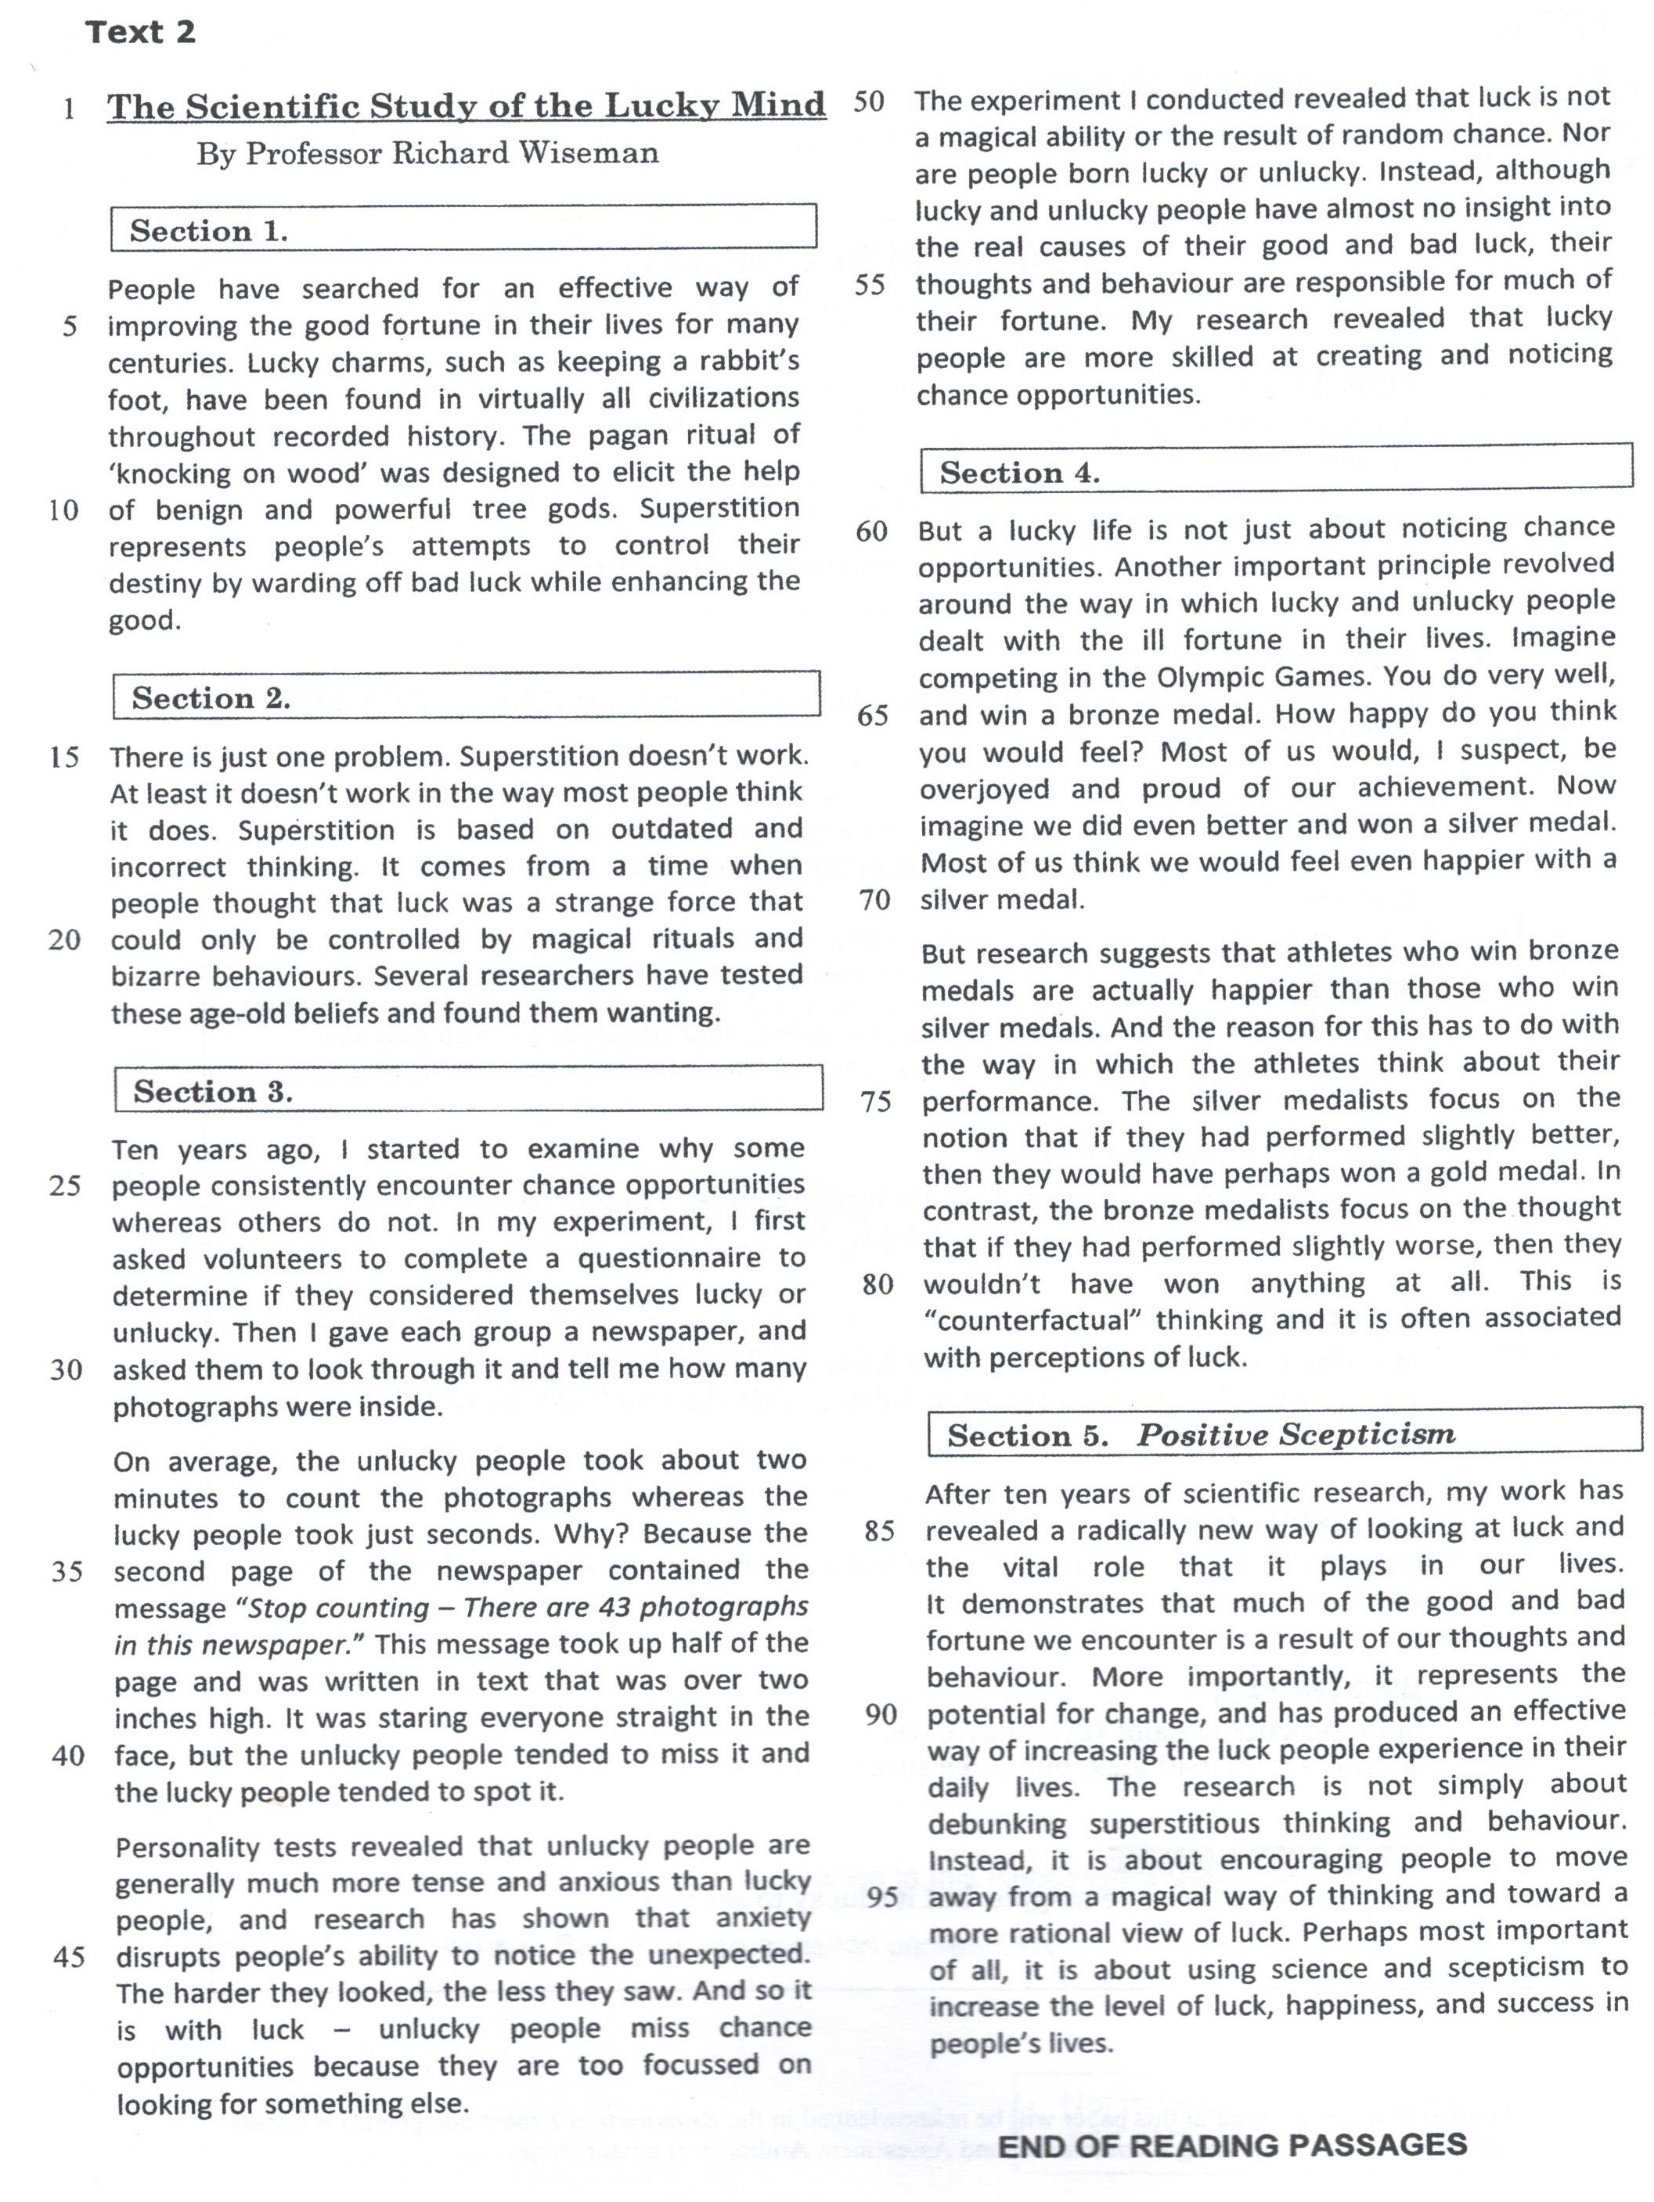 Text 2
1 The Scientific Study of the Lucky Mind
By Professor Richard Wiseman
Section 1.
People have searched for an effective way of
5 improving the good fortune in their lives for many
centuries. Lucky charms, such as keeping a rabbit's
foot, have been found in virtually all civilizations
throughout recorded history. The pagan ritual of
'knocking on wood' was designed to elicit the help
10 of benign and powerful tree gods. Superstition
represents people's attempts to control their
destiny by warding off bad luck while enhancing the
good.
Section 2.
15 There is just one problem. Superstition doesn't work.
At least it doesn't work in the way most people think
it does. Superstition is based on outdated and
incorrect thinking. It comes from a time when
people thought that luck was a strange force that
20 could only be controlled by magical rituals and
bizarre behaviours. Several researchers have tested
these age-old beliefs and found them wanting.
Section 3.
Ten years ago, I started to examine why some
25 people consistently encounter chance opportunities
whereas others do not. In my experiment, I first
asked volunteers to complete a questionnaire to
determine if they considered themselves lucky or
unlucky. Then I gave each group a newspaper, and
30 asked them to look through it and tell me how many
photographs were inside.
On average, the unlucky people took about two
minutes to count the photographs whereas the
lucky people took just seconds. Why? Because the
35 second page of the newspaper contained the
message "Stop counting – There are 43 photographs
in this newspaper." This message took up half of the
page and was written in text that was over two
inches high. It was staring everyone straight in the
40 face, but the unlucky people tended to miss it and
the lucky people tended to spot it.
Personality tests revealed that unlucky people are
generally much more tense and anxious than lucky
people, and research has shown that anxiety
45 disrupts people's ability to notice the unexpected.
The harder they looked, the less they saw. And so it
is with luck – unlucky people miss chance
opportunities because they are too focussed on
looking for something else.
50 The experiment I conducted revealed that luck is not
a magical ability or the result of random chance. Nor
are people born lucky or unlucky. Instead, although
lucky and unlucky people have almost no insight into
the real causes of their good and bad luck, their
55 thoughts and behaviour are responsible for much of
their fortune. My research revealed that lucky
people are more skilled at creating and noticing
chance opportunities.
Section 4.
60 But a lucky life is not just about noticing chance
opportunities. Another important principle revolved
around the way in which lucky and unlucky people
dealt with the ill fortune in their lives. Imagine
competing in the Olympic Games. You do very well,
65 and win a bronze medal. How happy do you think
you would feel? Most of us would, I suspect, be
overjoyed and proud of our achievement. Now
imagine we did even better and won a silver medal.
Most of us think we would feel even happier with a
70 silver medal.
But research suggests that athletes who win bronze
medals are actually happier than those who win
silver medals. And the reason for this has to do with
the way in which the athletes think about their
75 performance. The silver medalists focus on the
notion that if they had performed slightly better,
then they would have perhaps won a gold medal. In
contrast, the bronze medalists focus on the thought
that if they had performed slightly worse, then they
80 wouldn't have won anything at all. This is
"counterfactual" thinking and it is often associated
with perceptions of luck.
Section 5. Positive Scepticism
After ten years of scientific research, my work has
85 revealed a radically new way of looking at luck and
the vital role that it plays in our lives.
It demonstrates that much of the good and bad
fortune we encounter is a result of our thoughts and
behaviour. More importantly, it represents the
90 potential for change, and has produced an effective
way of increasing the luck people experience in their
daily lives. The research is not simply about
debunking superstitious thinking and behaviour.
Instead, it is about encouraging people to move
95 away from a magical way of thinking and toward a
more rational view of luck. Perhaps most important
of all, it is about using science and scepticism to
increase the level of luck, happiness, and success in
people's lives.
END OF READING PASSAGES